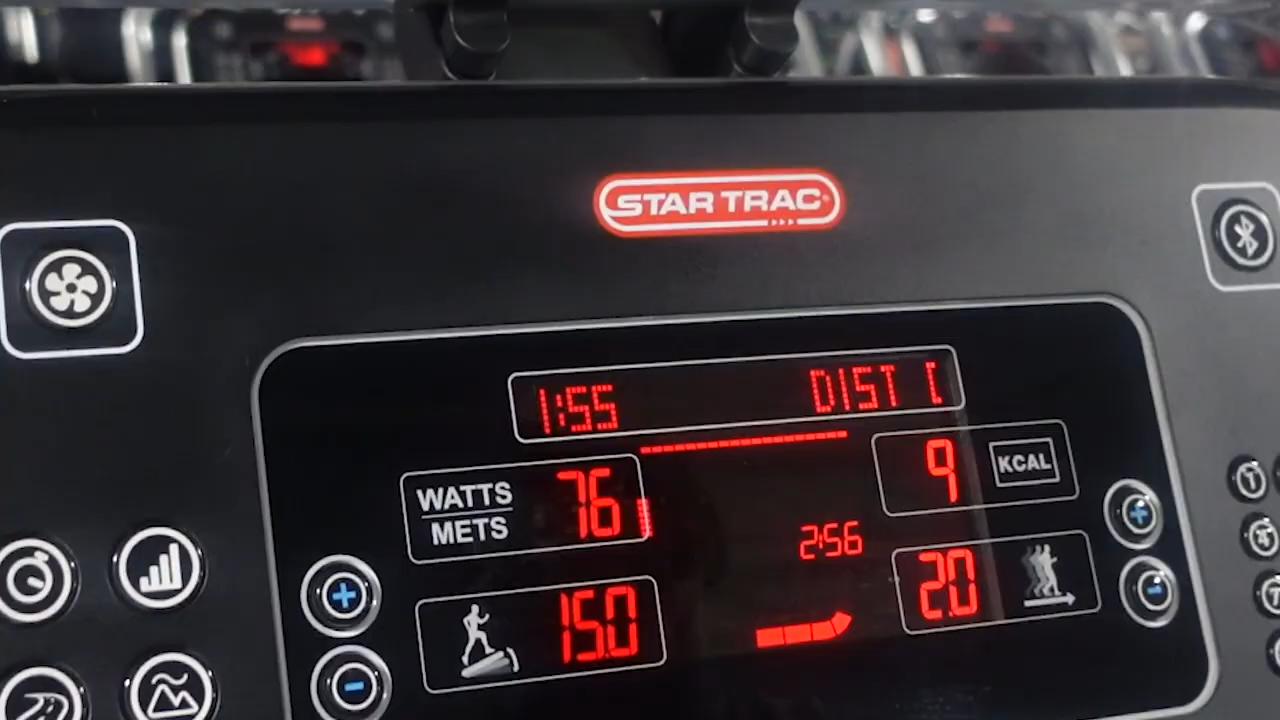 STAR TRAC
1:55 DIST
WATTS
METS
76
9 KCAL
2:56
15.0
2.0